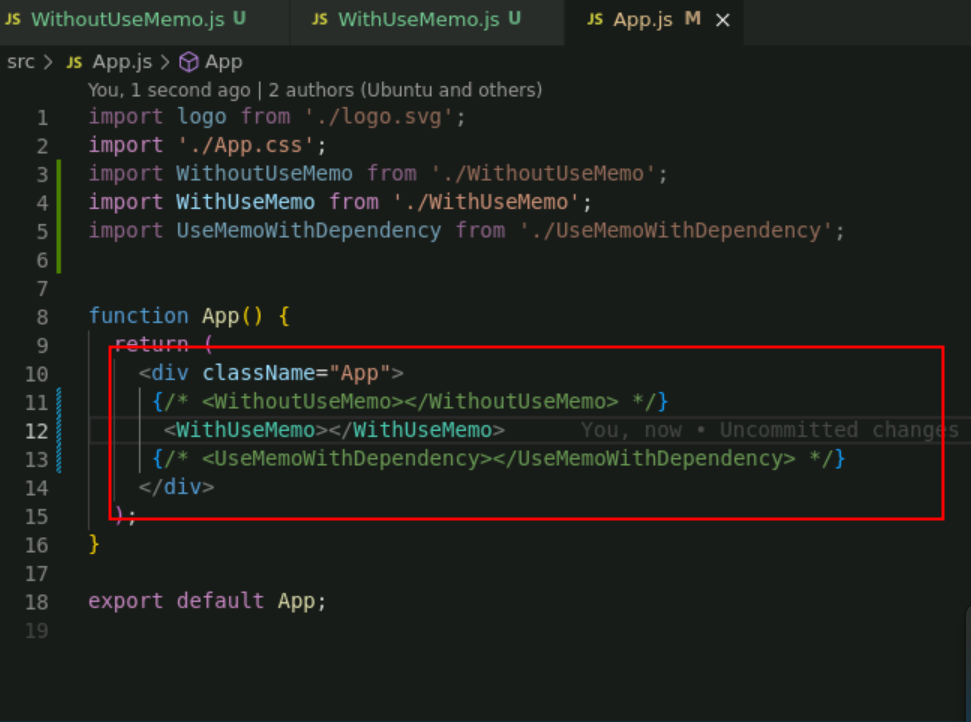 JS WithoutUseMemo.js U JS WithUseMemo.js U JS App.js M ×
src > JS App.js > App
You, 1 second ago | 2 authors (Ubuntu and others)
1 import logo from './logo.svg';
2 import './App.css';
3 import WithoutUseMemo from './WithoutUseMemo';
4 import WithUseMemo from './WithUseMemo';
5 import UseMemoWithDependency from './UseMemoWithDependency';
6
7
8 function App() {
9 return (
10 <div className="App">
11 {/* <WithoutUseMemo></WithoutUseMemo> */}
12 <WithUseMemo></WithUseMemo> You, now • Uncommitted changes
13 {/* <UseMemoWithDependency></UseMemoWithDependency> */}
14 </div>
15 );
16 }
17
18 export default App;
19